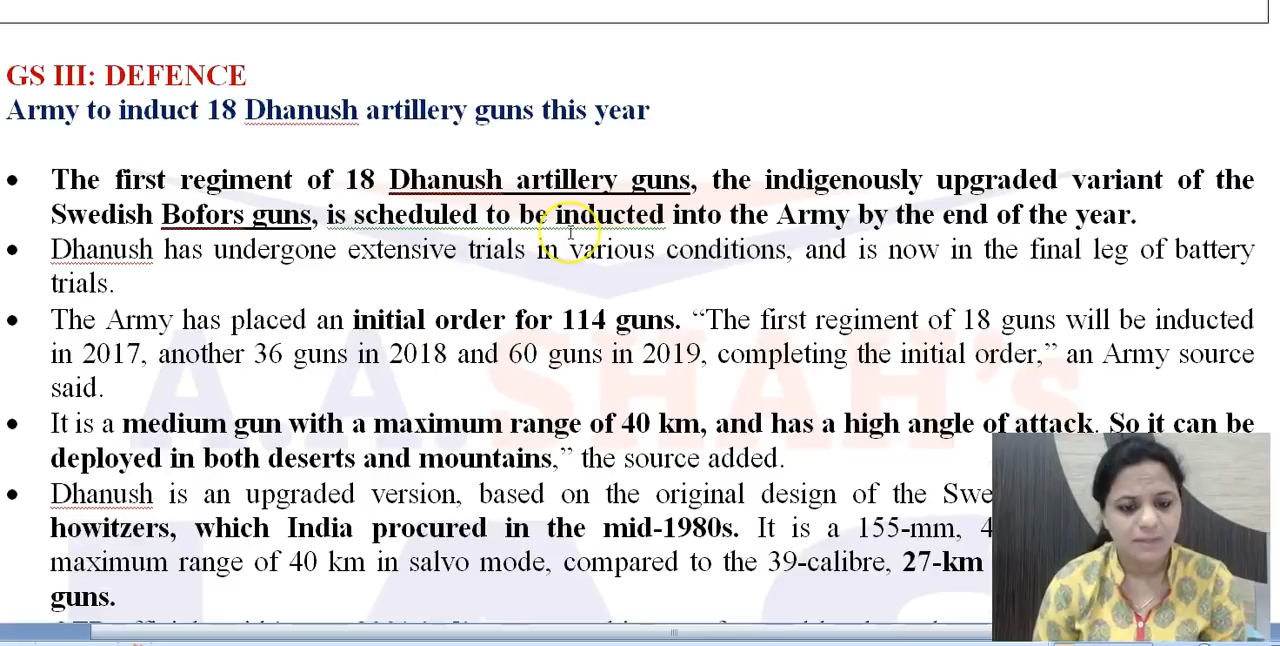 GS III: DEFENCE
Army to induct 18 Dhanush artillery guns this year
• The first regiment of 18 Dhanush artillery guns, the indigenously upgraded variant of the
Swedish Bofors guns, is scheduled to be inducted into the Army by the end of the year.
• Dhanush has undergone extensive trials in various conditions, and is now in the final leg of battery
trials.
• The Army has placed an initial order for 114 guns. “The first regiment of 18 guns will be inducted
in 2017, another 36 guns in 2018 and 60 guns in 2019, completing the initial order,” an Army source
said.
• It is a medium gun with a maximum range of 40 km, and has a high angle of attack. So it can be
deployed in both deserts and mountains,” the source added.
• Dhanush is an upgraded version, based on the original design of the Swe
howitzers, which India procured in the mid-1980s. It is a 155-mm, 4
maximum range of 40 km in salvo mode, compared to the 39-calibre, 27-km
guns.
A.A.SHAH's
IAS